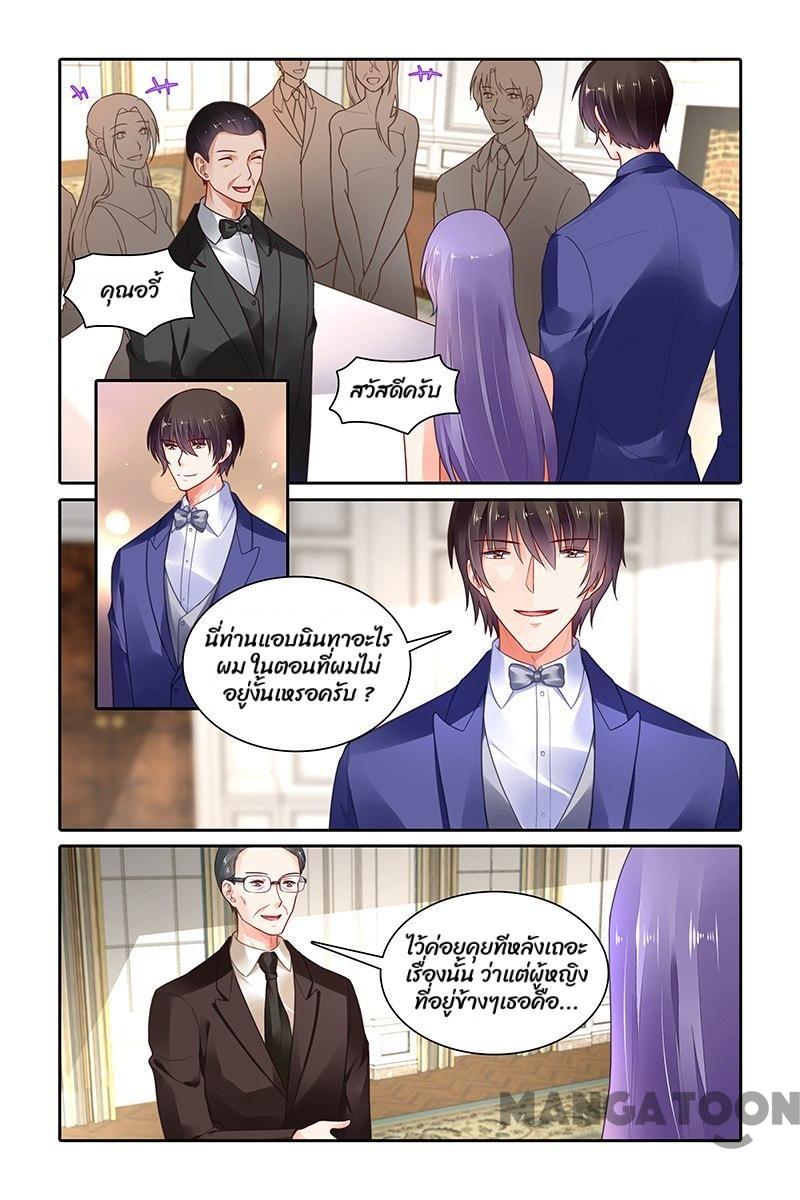 คุณอวี้
สวัสดีครับ
นี่ท่านแอบนินทาอะไร
ผม ในตอนที่ผมไม่
อยู่งั้นเหรอครับ ?
ไว้ค่อยคุยทีหลังเถอะ
เรื่องนั้น ว่าแต่ผู้หญิง
ที่อยู่ข้างๆเธอคือ...
MANGATOON